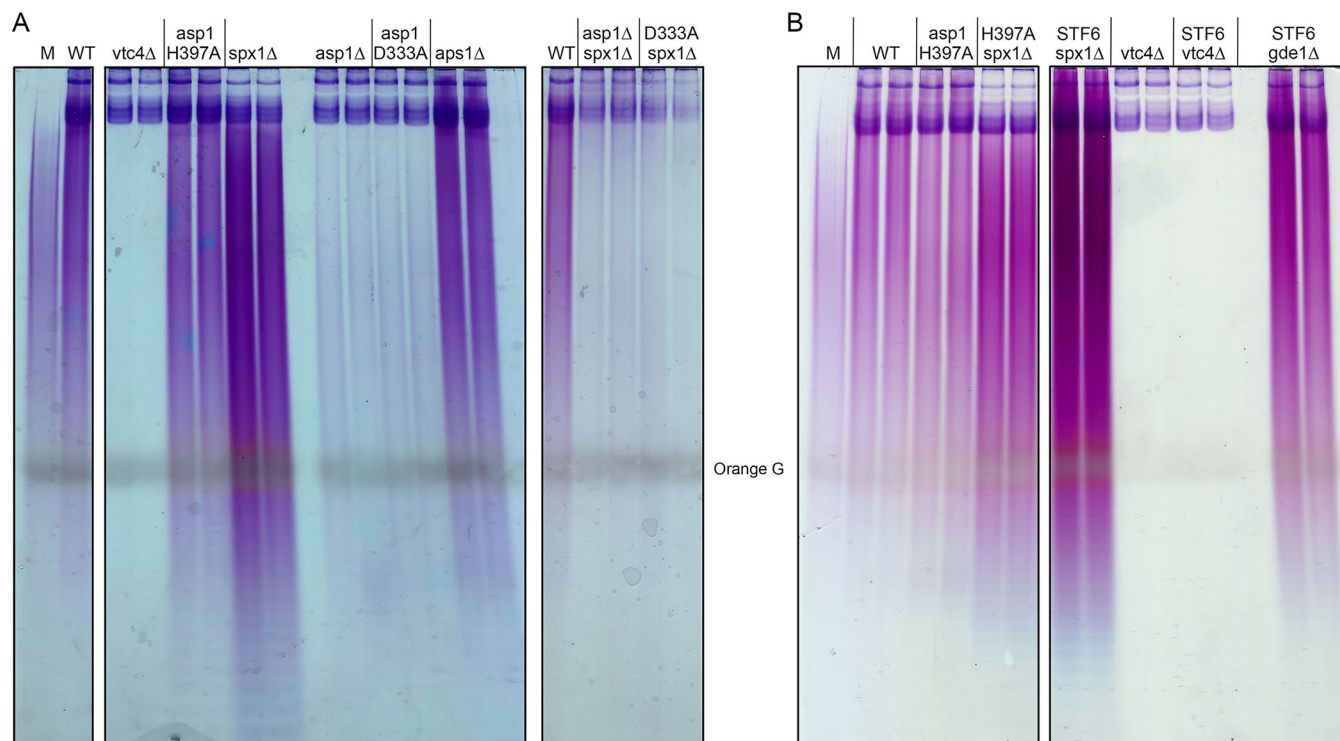 A
M
WT
vtc4Δ
asp1
H397A
spx1Δ
asp1Δ
asp1
D333A
aps1Δ
WT
asp1Δ
spx1Δ
D333A
spx1Δ
Orange G
B
M
WT
asp1
H397A
H397A
spx1Δ
STF6
spx1Δ
vtc4Δ
STF6
vtc4Δ
STF6
gde1Δ